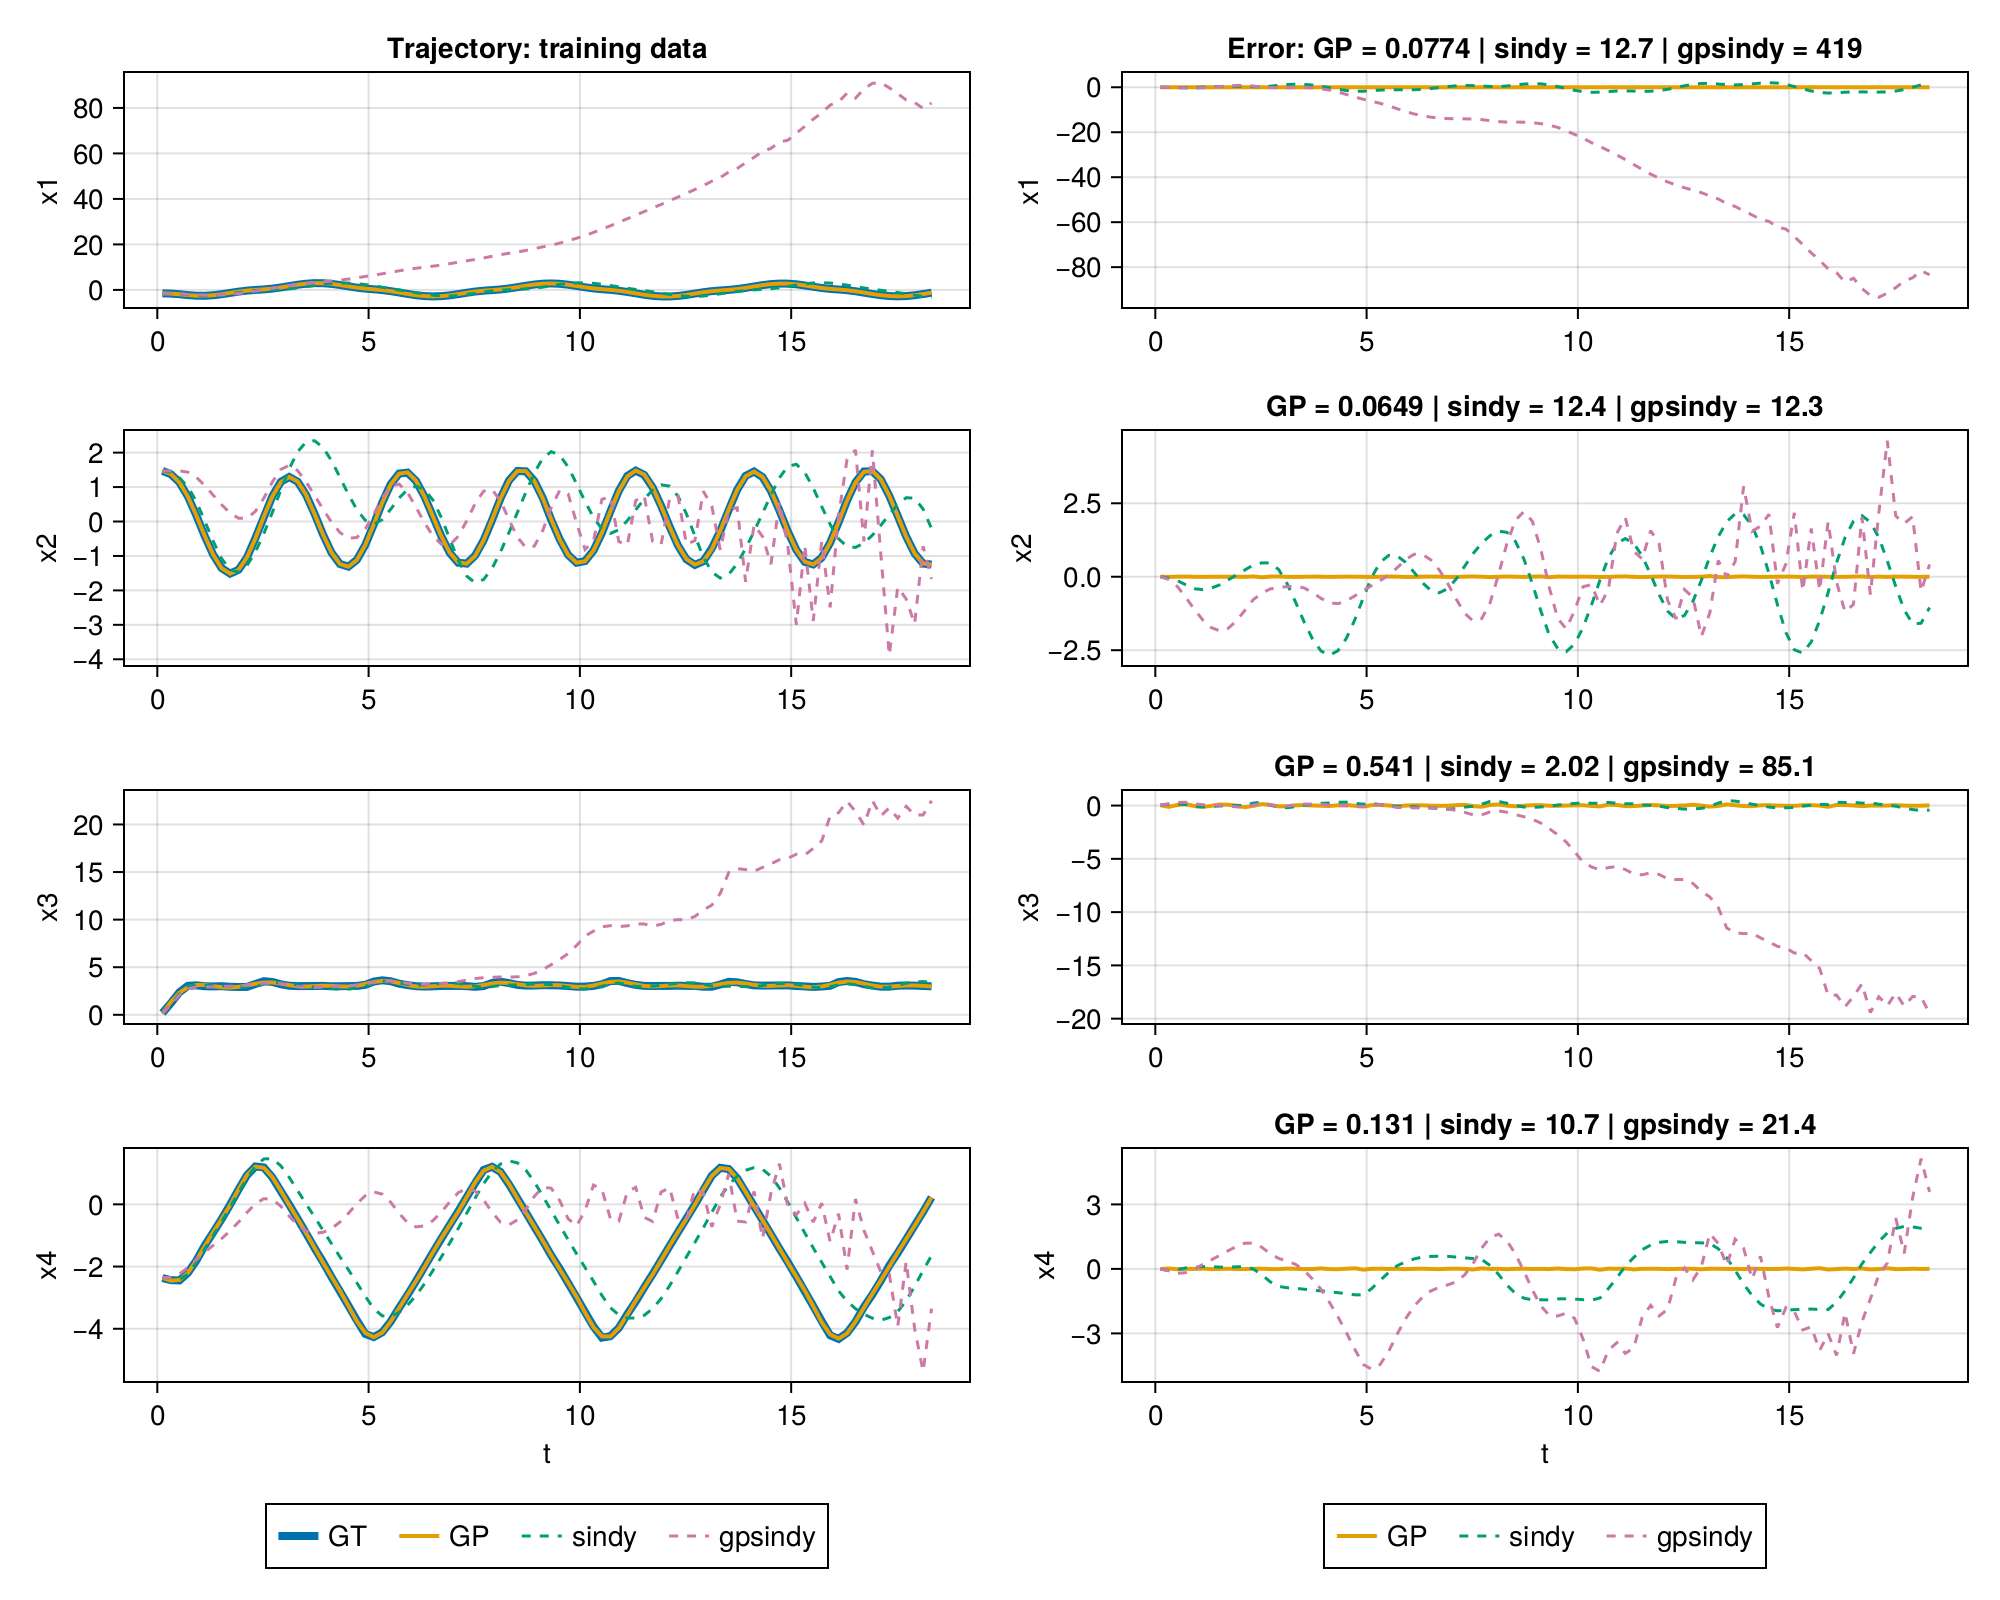 Trajectory: training data
80
60
40
20
0
x1
0 5 10 15
Error: GP = 0.0774 | sindy = 12.7 | gpsindy = 419
0
−20
−40
−60
−80
x1
0 5 10 15
2
1
0
−1
−2
−3
−4
x2
0 5 10 15
GP = 0.0649 | sindy = 12.4 | gpsindy = 12.3
2.5
0.0
−2.5
x2
0 5 10 15
20
15
10
5
0
x3
0 5 10 15
GP = 0.541 | sindy = 2.02 | gpsindy = 85.1
0
−5
−10
−15
−20
x3
0 5 10 15
0
−2
−4
x4
0 5 10 15
t
GP = 0.131 | sindy = 10.7 | gpsindy = 21.4
3
0
−3
x4
0 5 10 15
t
GT GP sindy gpsindy
GP sindy gpsindy